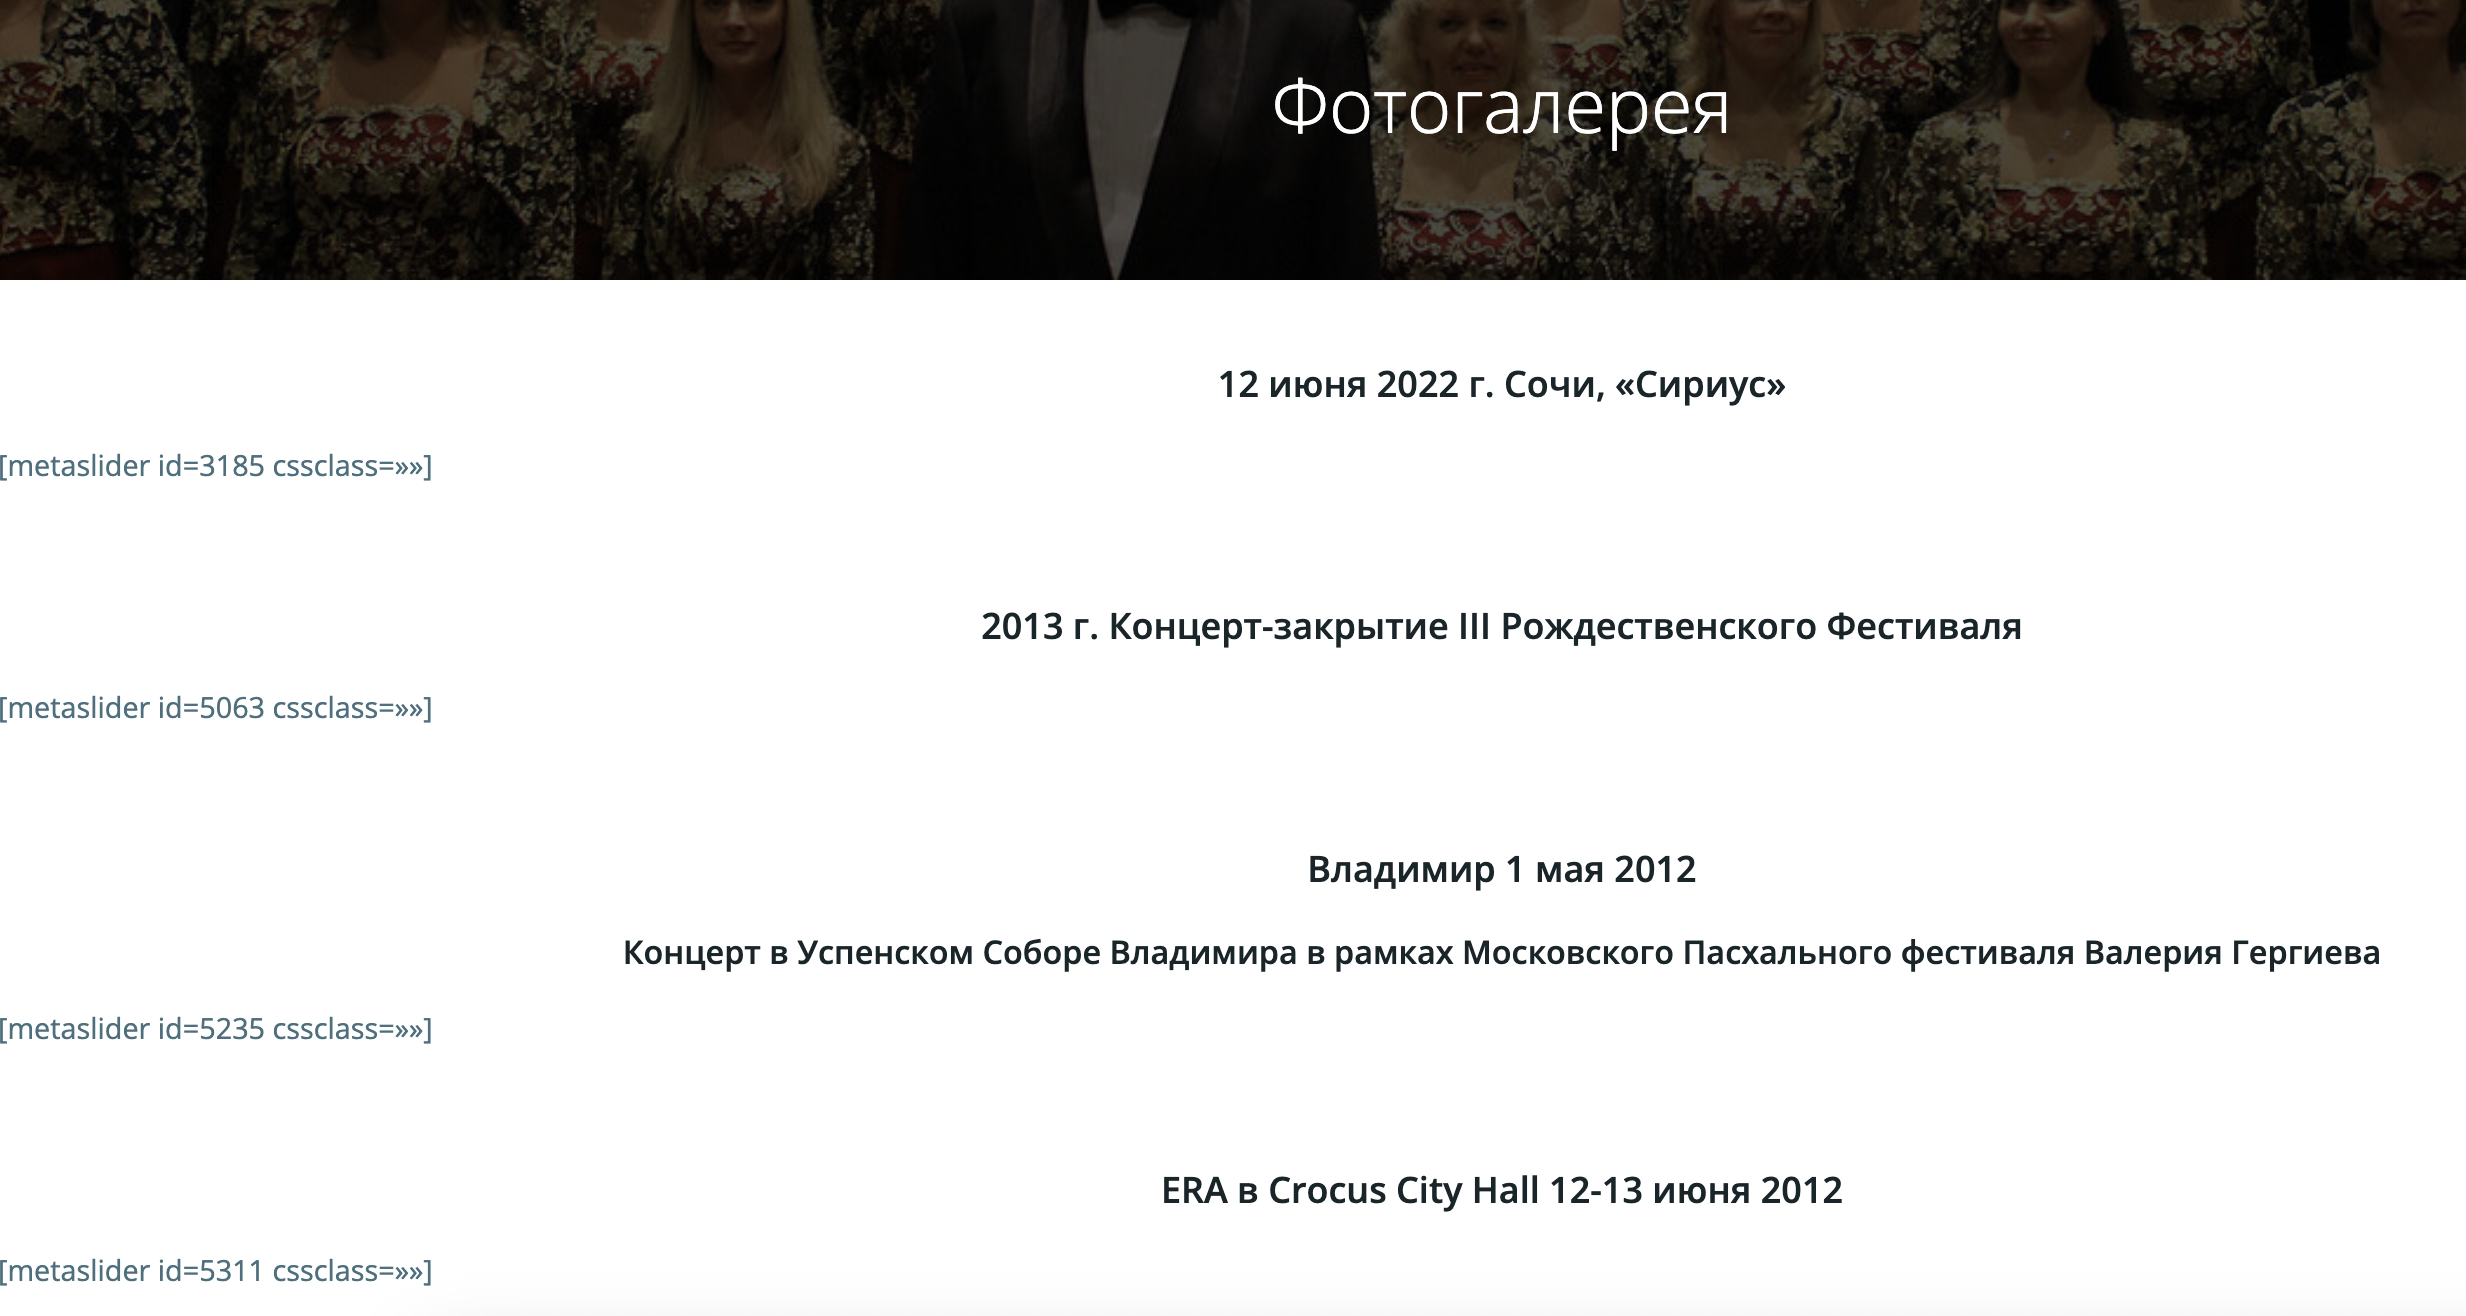 Фотогалерея
12 июня 2022 г. Сочи, «Сириус»
[metaslider id=3185 cssclass=»»]
2013 г. Концерт-закрытие III Рождественского Фестиваля
[metaslider id=5063 cssclass=»»]
Владимир 1 мая 2012
Концерт в Успенском Соборе Владимира в рамках Московского Пасхального фестиваля Валерия Гергиева
[metaslider id=5235 cssclass=»»]
ERA в Crocus City Hall 12-13 июня 2012
[metaslider id=5311 cssclass=»»]